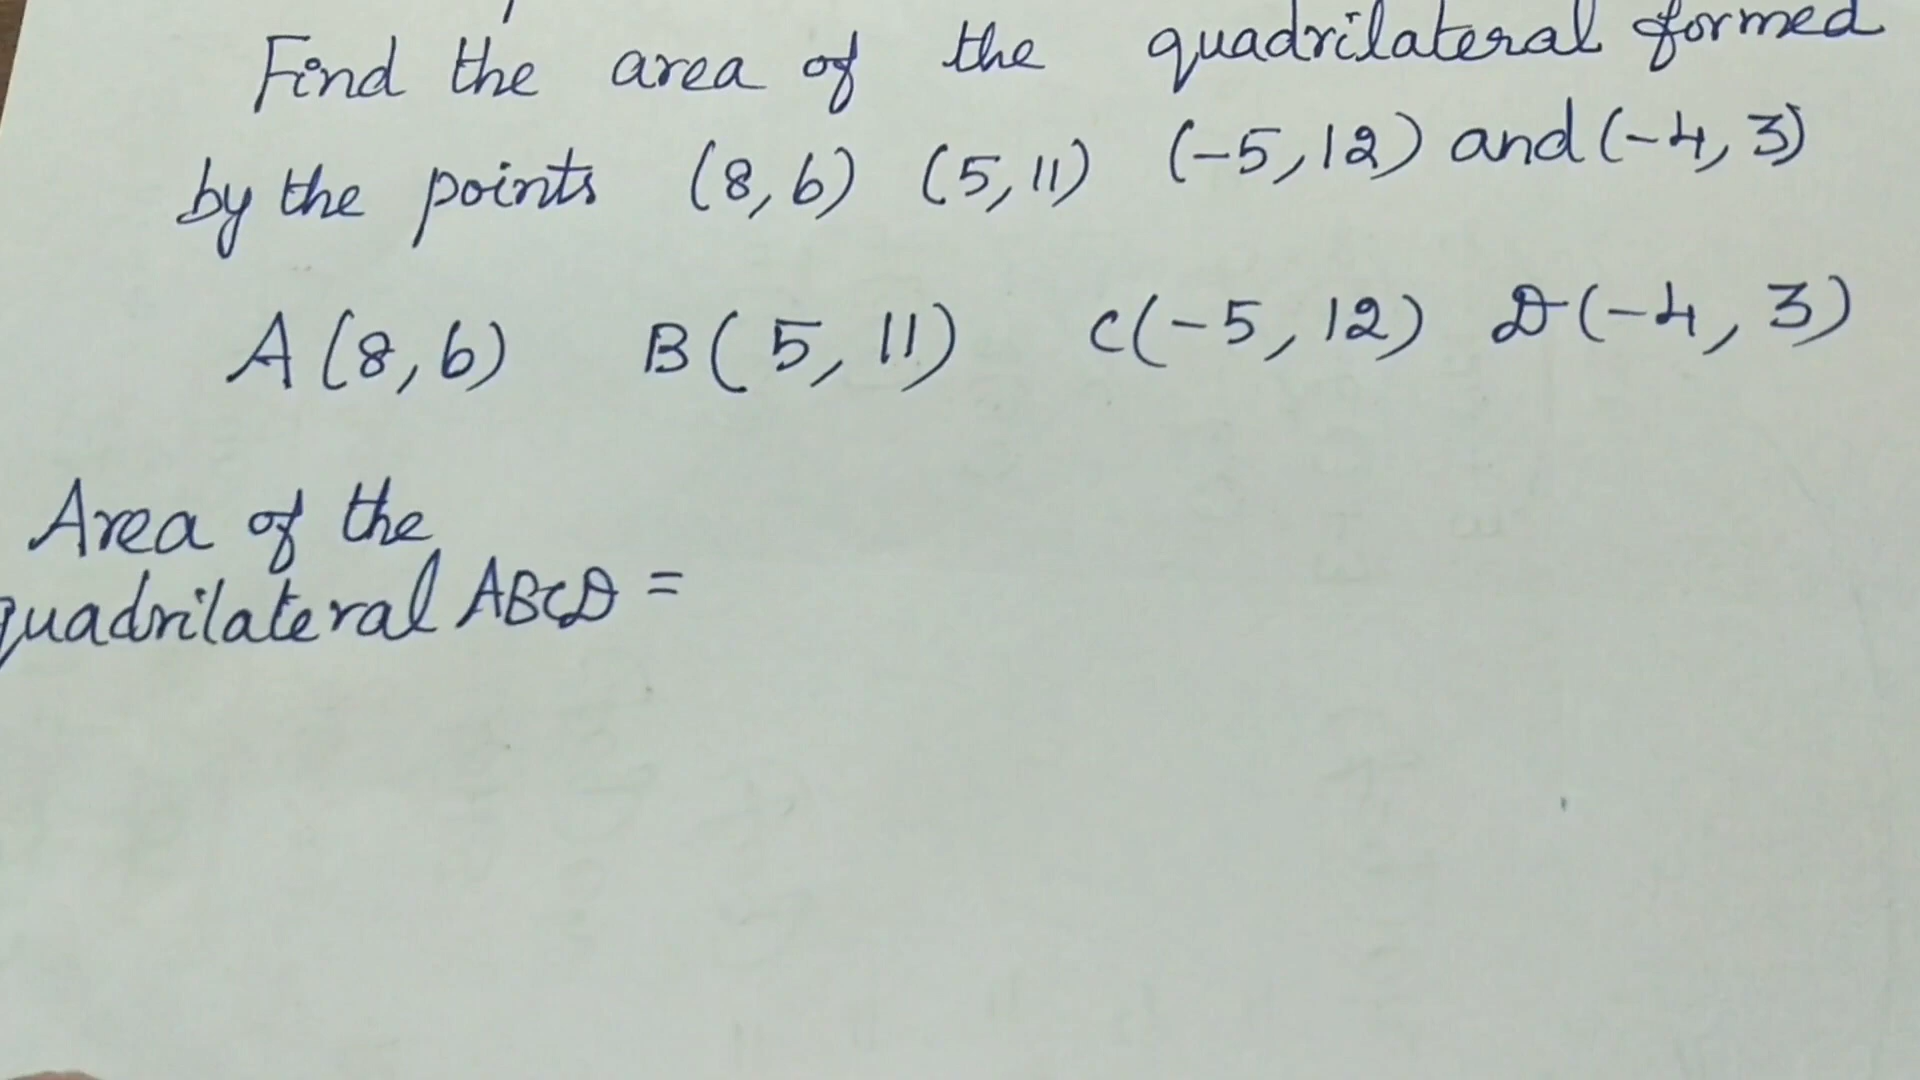 Find the area of the quadrilateral formed
by the points (8,6) (5,11) (-5,12) and (-4,3)
A(8,6) B(5,11) C(-5,12) D(-4,3)
Area of the
quadrilateral ABCD =